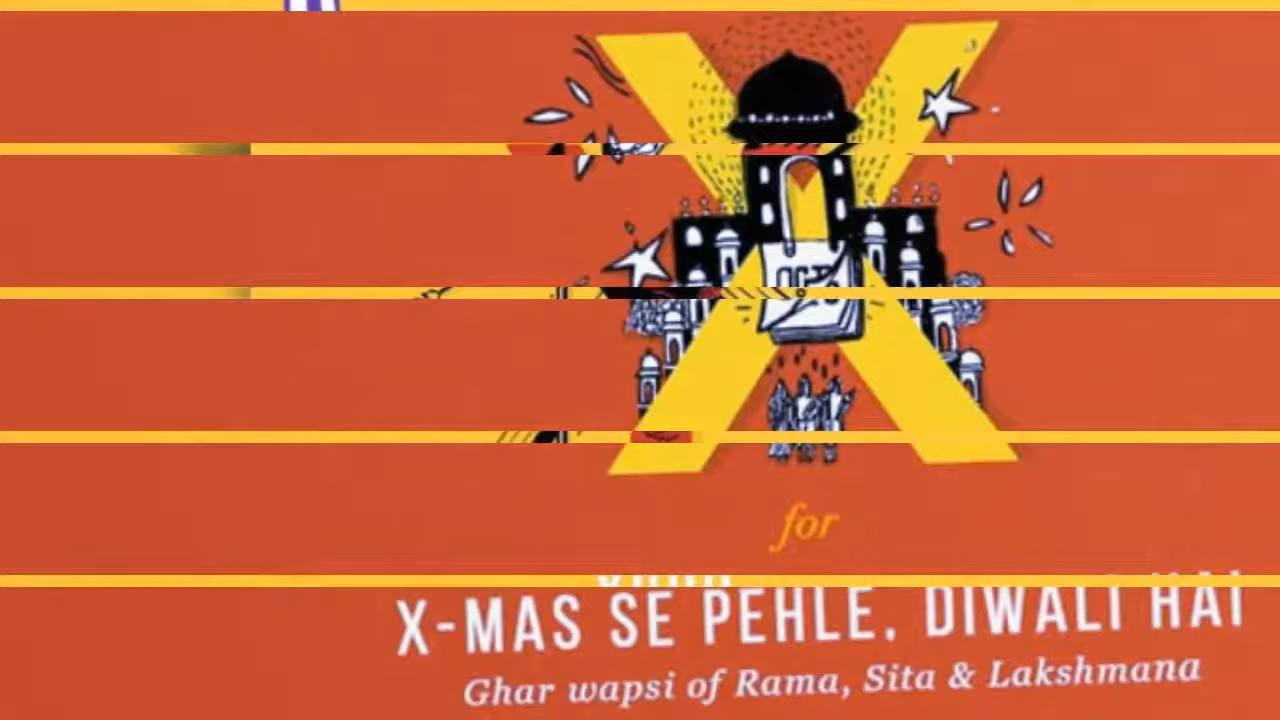 X
for
X-MAS SE PEHLE, DIWALI HAI
Ghar wapsi of Rama, Sita & Lakshmana